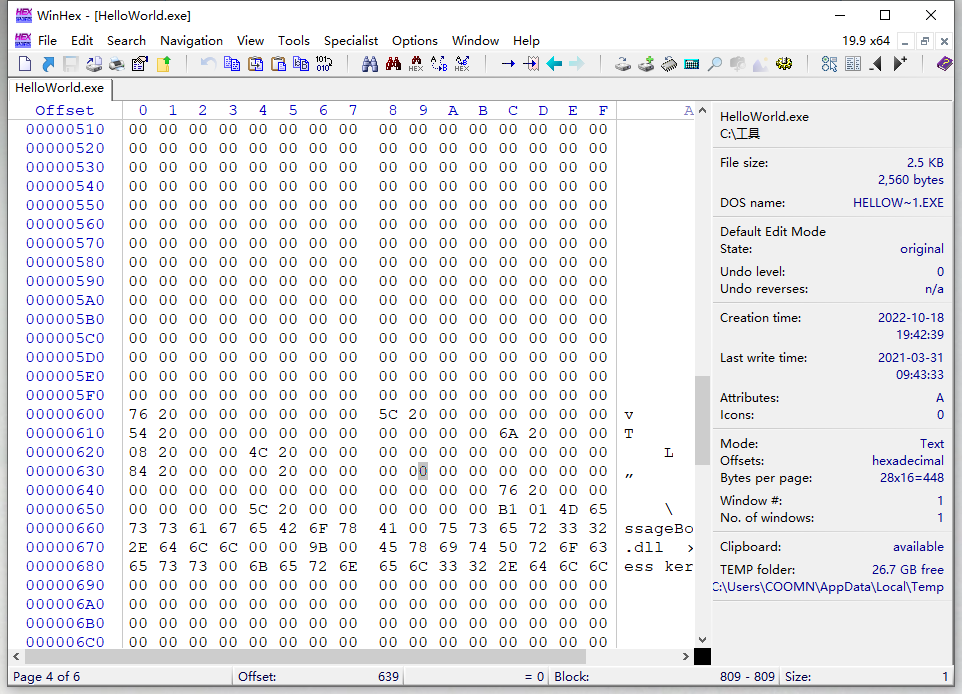 WinHex - [HelloWorld.exe]
File Edit Search Navigation View Tools Specialist Options Window Help 19.9 x64
HelloWorld.exe
Offset 0 1 2 3 4 5 6 7 8 9 A B C D E F A
00000510 00 00 00 00 00 00 00 00 00 00 00 00 00 00 00 00
00000520 00 00 00 00 00 00 00 00 00 00 00 00 00 00 00 00
00000530 00 00 00 00 00 00 00 00 00 00 00 00 00 00 00 00
00000540 00 00 00 00 00 00 00 00 00 00 00 00 00 00 00 00
00000550 00 00 00 00 00 00 00 00 00 00 00 00 00 00 00 00
00000560 00 00 00 00 00 00 00 00 00 00 00 00 00 00 00 00
00000570 00 00 00 00 00 00 00 00 00 00 00 00 00 00 00 00
00000580 00 00 00 00 00 00 00 00 00 00 00 00 00 00 00 00
00000590 00 00 00 00 00 00 00 00 00 00 00 00 00 00 00 00
000005A0 00 00 00 00 00 00 00 00 00 00 00 00 00 00 00 00
000005B0 00 00 00 00 00 00 00 00 00 00 00 00 00 00 00 00
000005C0 00 00 00 00 00 00 00 00 00 00 00 00 00 00 00 00
000005D0 00 00 00 00 00 00 00 00 00 00 00 00 00 00 00 00
000005E0 00 00 00 00 00 00 00 00 00 00 00 00 00 00 00 00
000005F0 00 00 00 00 00 00 00 00 00 00 00 00 00 00 00 00
00000600 76 20 00 00 00 00 00 00 5C 20 00 00 00 00 00 00 v
00000610 54 20 00 00 00 00 00 00 00 00 00 00 6A 20 00 00 T
00000620 08 20 00 00 4C 20 00 00 00 00 00 00 00 00 00 00 L
00000630 84 20 00 00 00 20 00 00 00 00 00 00 00 00 00 00 „
00000640 00 00 00 00 00 00 00 00 00 00 00 00 76 20 00 00
00000650 00 00 00 00 5C 20 00 00 00 00 00 00 B1 01 4D 65 \
00000660 73 73 61 67 65 42 6F 78 41 00 75 73 65 72 33 32 ssageBo
00000670 2E 64 6C 6C 00 00 9B 00 45 78 69 74 50 72 6F 63 .dll ›
00000680 65 73 73 00 6B 65 72 6E 65 6C 33 32 2E 64 6C 6C ess ker
00000690 00 00 00 00 00 00 00 00 00 00 00 00 00 00 00 00
000006A0 00 00 00 00 00 00 00 00 00 00 00 00 00 00 00 00
000006B0 00 00 00 00 00 00 00 00 00 00 00 00 00 00 00 00
000006C0 00 00 00 00 00 00 00 00 00 00 00 00 00 00 00 00
HelloWorld.exe
C:\工具
File size: 2.5 KB
2,560 bytes
DOS name: HELLOW~1.EXE
Default Edit Mode
State: original
Undo level: 0
Undo reverses: n/a
Creation time: 2022-10-18
19:42:39
Last write time: 2021-03-31
09:43:33
Attributes: A
Icons: 0
Mode: Text
Offsets: hexadecimal
Bytes per page: 28x16=448
Window #: 1
No. of windows: 1
Clipboard: available
TEMP folder: 26.7 GB free
C:\Users\COOMN\AppData\Local\Temp
Page 4 of 6 Offset: 639 = 0 Block: 809 - 809 Size: 1